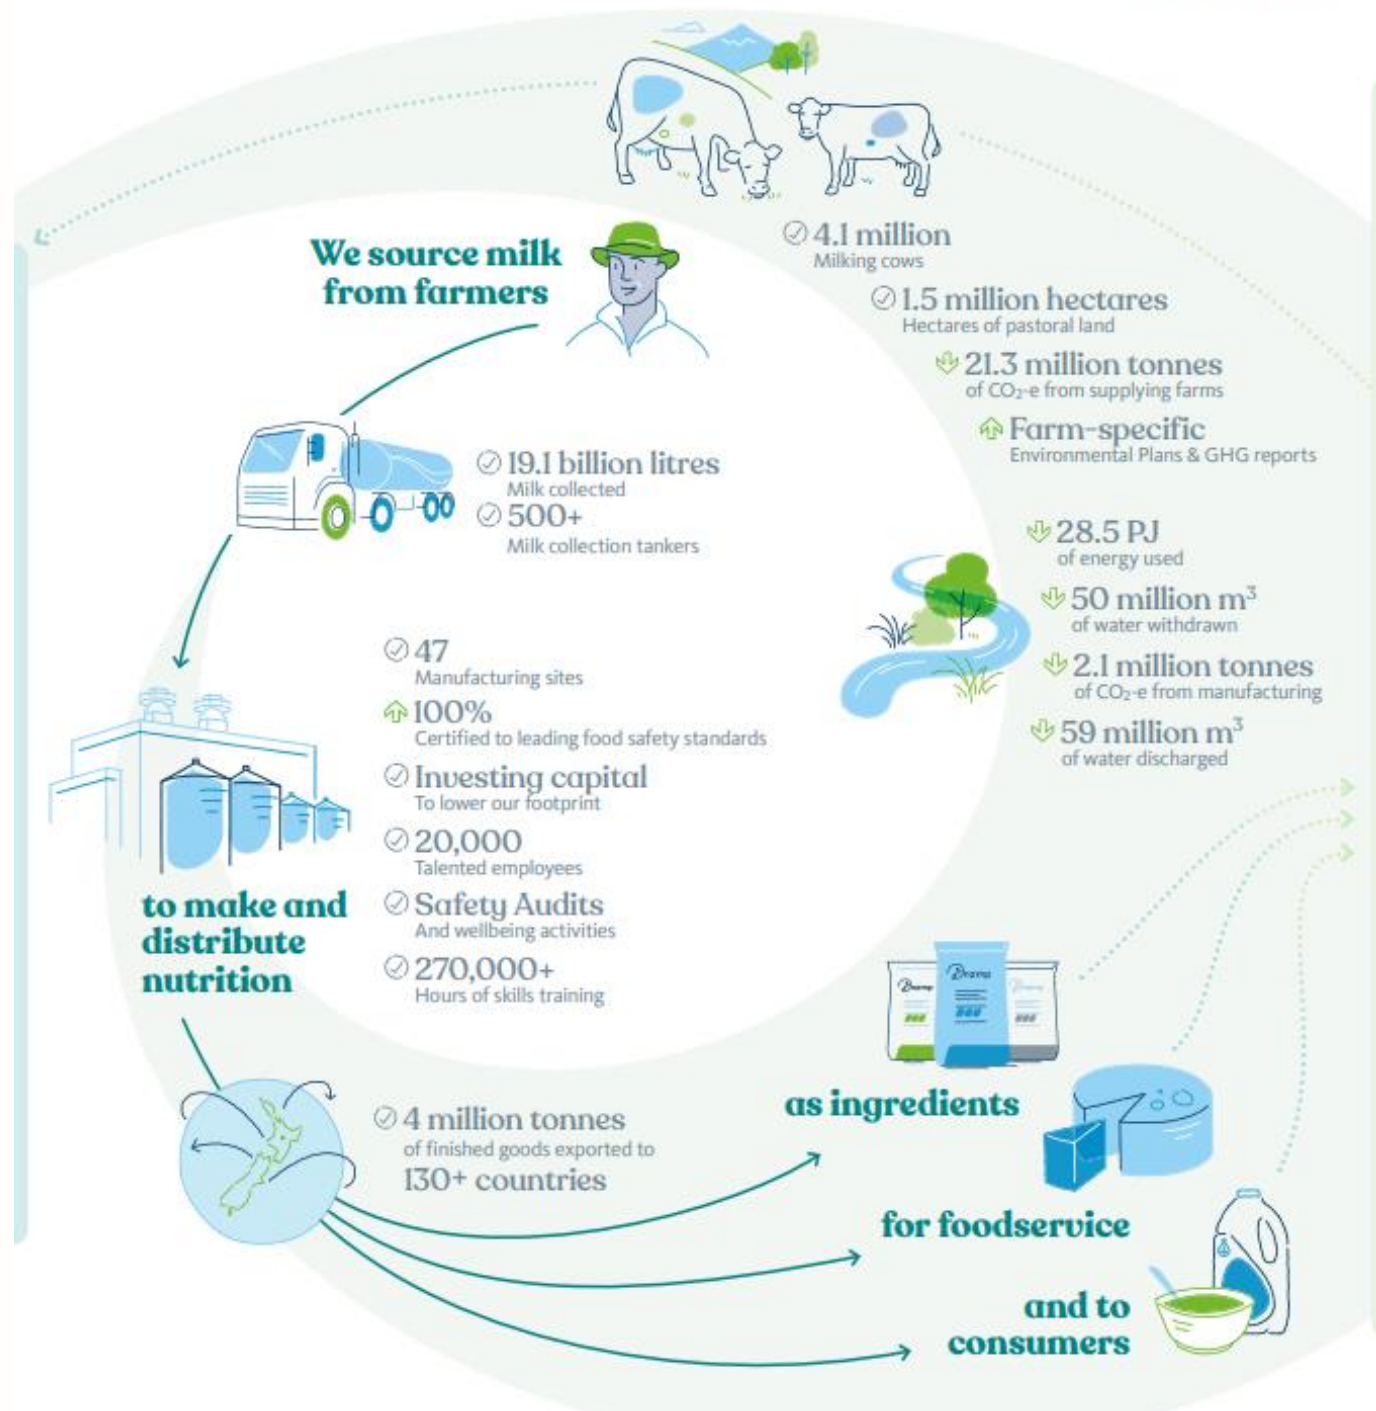 We source milk
from farmers
4.1 million
Milking cows
1.5 million hectares
Hectares of pastoral land
21.3 million tonnes
of CO₂-e from supplying farms
Farm-specific
Environmental Plans & GHG reports
19.1 billion litres
Milk collected
500+
Milk collection tankers
28.5 PJ
of energy used
50 million m³
of water withdrawn
2.1 million tonnes
of CO₂-e from manufacturing
59 million m³
of water discharged
47
Manufacturing sites
100%
Certified to leading food safety standards
Investing capital
To lower our footprint
20,000
Talented employees
Safety Audits
And wellbeing activities
270,000+
Hours of skills training
to make and
distribute
nutrition
4 million tonnes
of finished goods exported to
130+ countries
as ingredients
for foodservice
and to
consumers